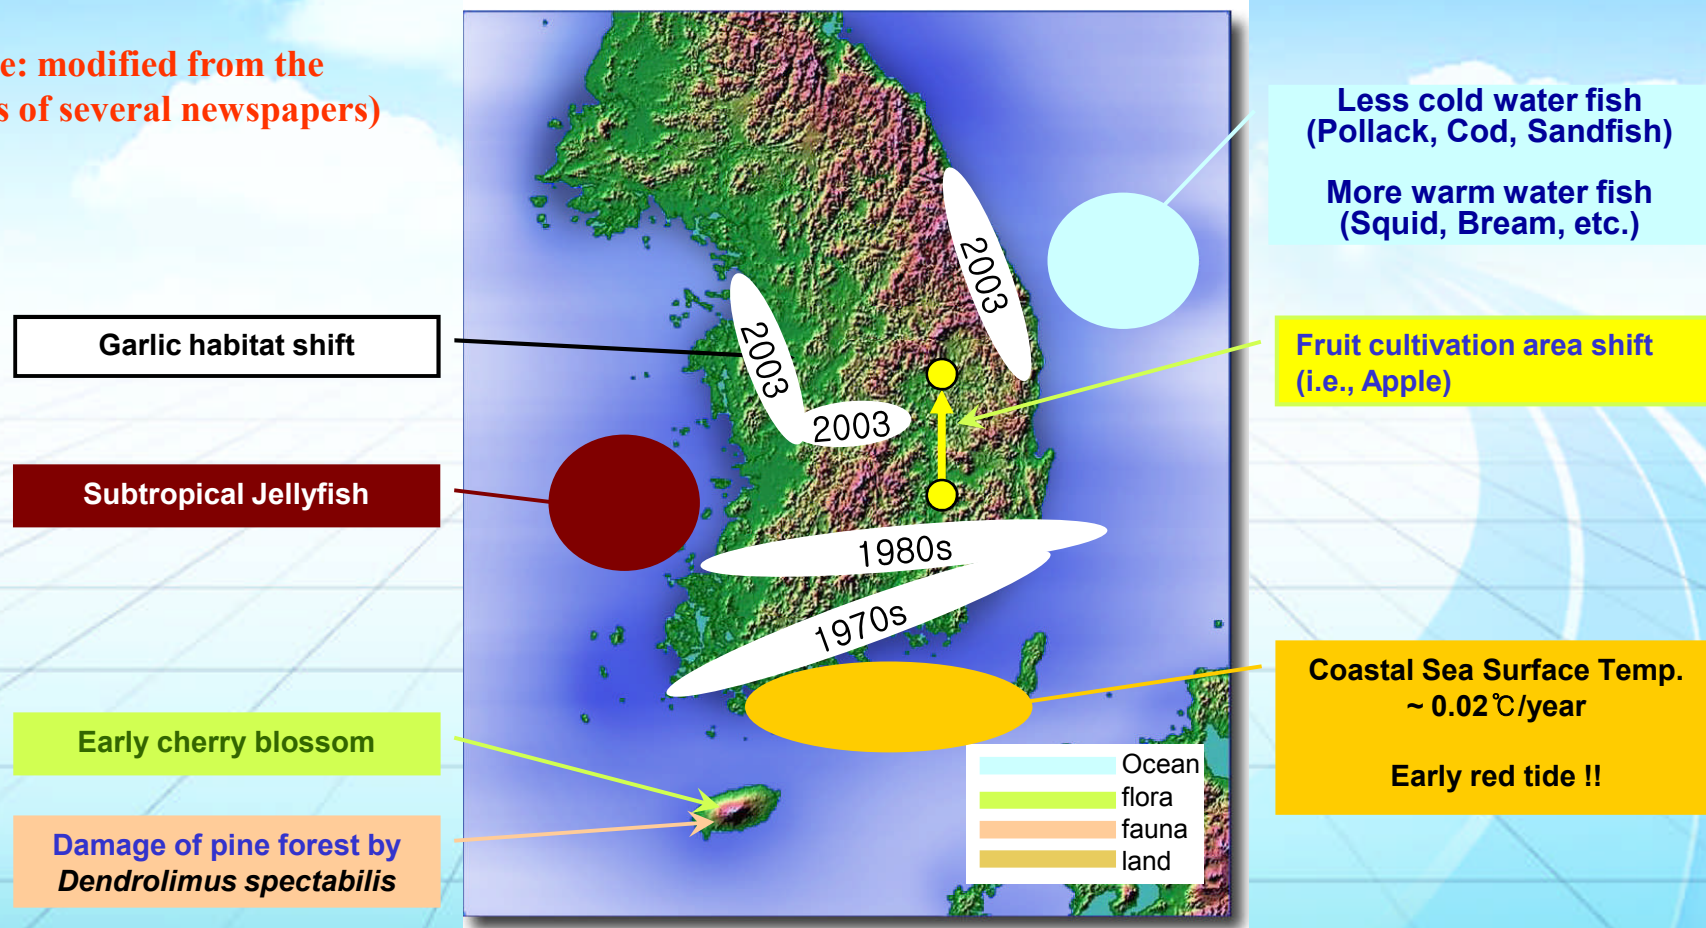 e: modified from the
s of several newspapers)
Less cold water fish
(Pollack, Cod, Sandfish)
More warm water fish
(Squid, Bream, etc.)
2003
Garlic habitat shift
2003
Fruit cultivation area shift
(i.e., Apple)
2003
Subtropical Jellyfish
1980s
1970s
Coastal Sea Surface Temp.
~ 0.02℃/year
Early red tide !!
Early cherry blossom
Damage of pine forest by
Dendrolimus spectabilis
Ocean
flora
fauna
land